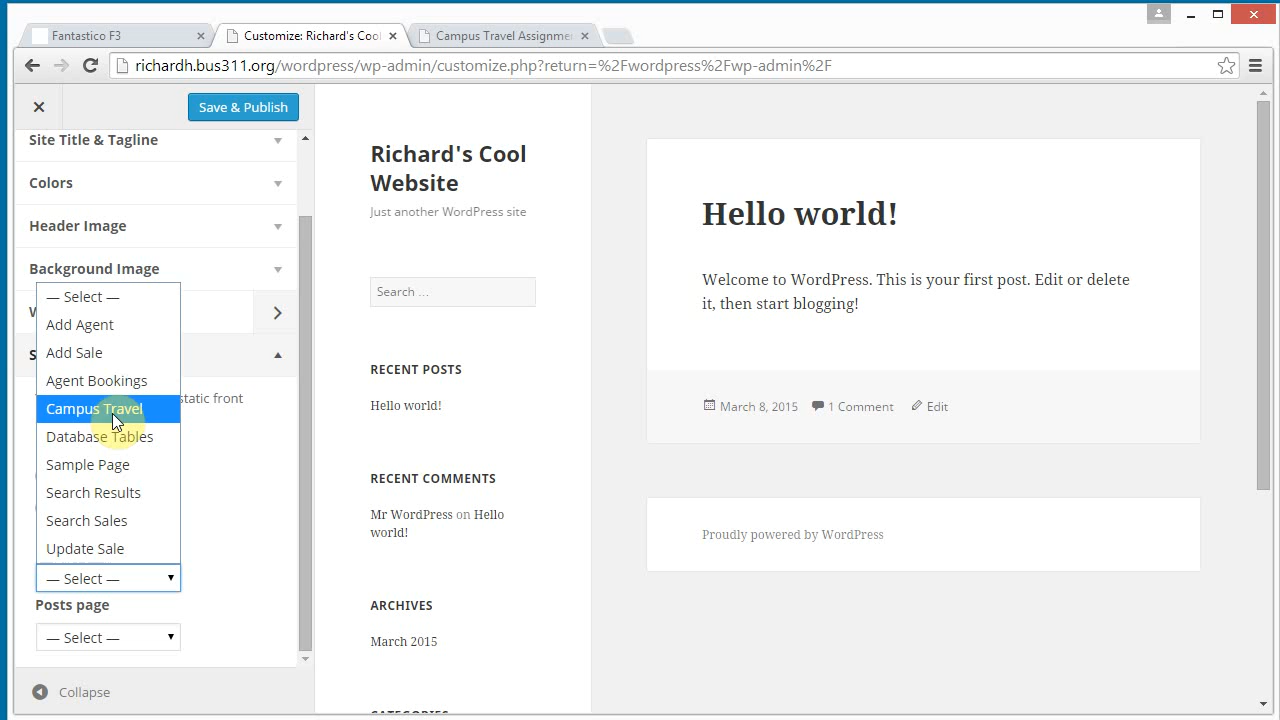 Fantastico F3
Customize: Richard's Cool
Campus Travel Assignmen
richardh.bus311.org/wordpress/wp-admin/customize.php?return=%2Fwordpress%2Fwp-admin%2F
Save & Publish
Site Title & Tagline
Colors
Header Image
Background Image
W
S
static front
— Select —
Add Agent
Add Sale
Agent Bookings
Campus Travel
Database Tables
Sample Page
Search Results
Search Sales
Update Sale
— Select —
Posts page
— Select —
Collapse
Richard's Cool
Website
Just another WordPress site
Search ...
RECENT POSTS
Hello world!
RECENT COMMENTS
Mr WordPress on Hello
world!
ARCHIVES
March 2015
CATEGORIES
Hello world!
Welcome to WordPress. This is your first post. Edit or delete
it, then start blogging!
March 8, 2015 1 Comment Edit
Proudly powered by WordPress